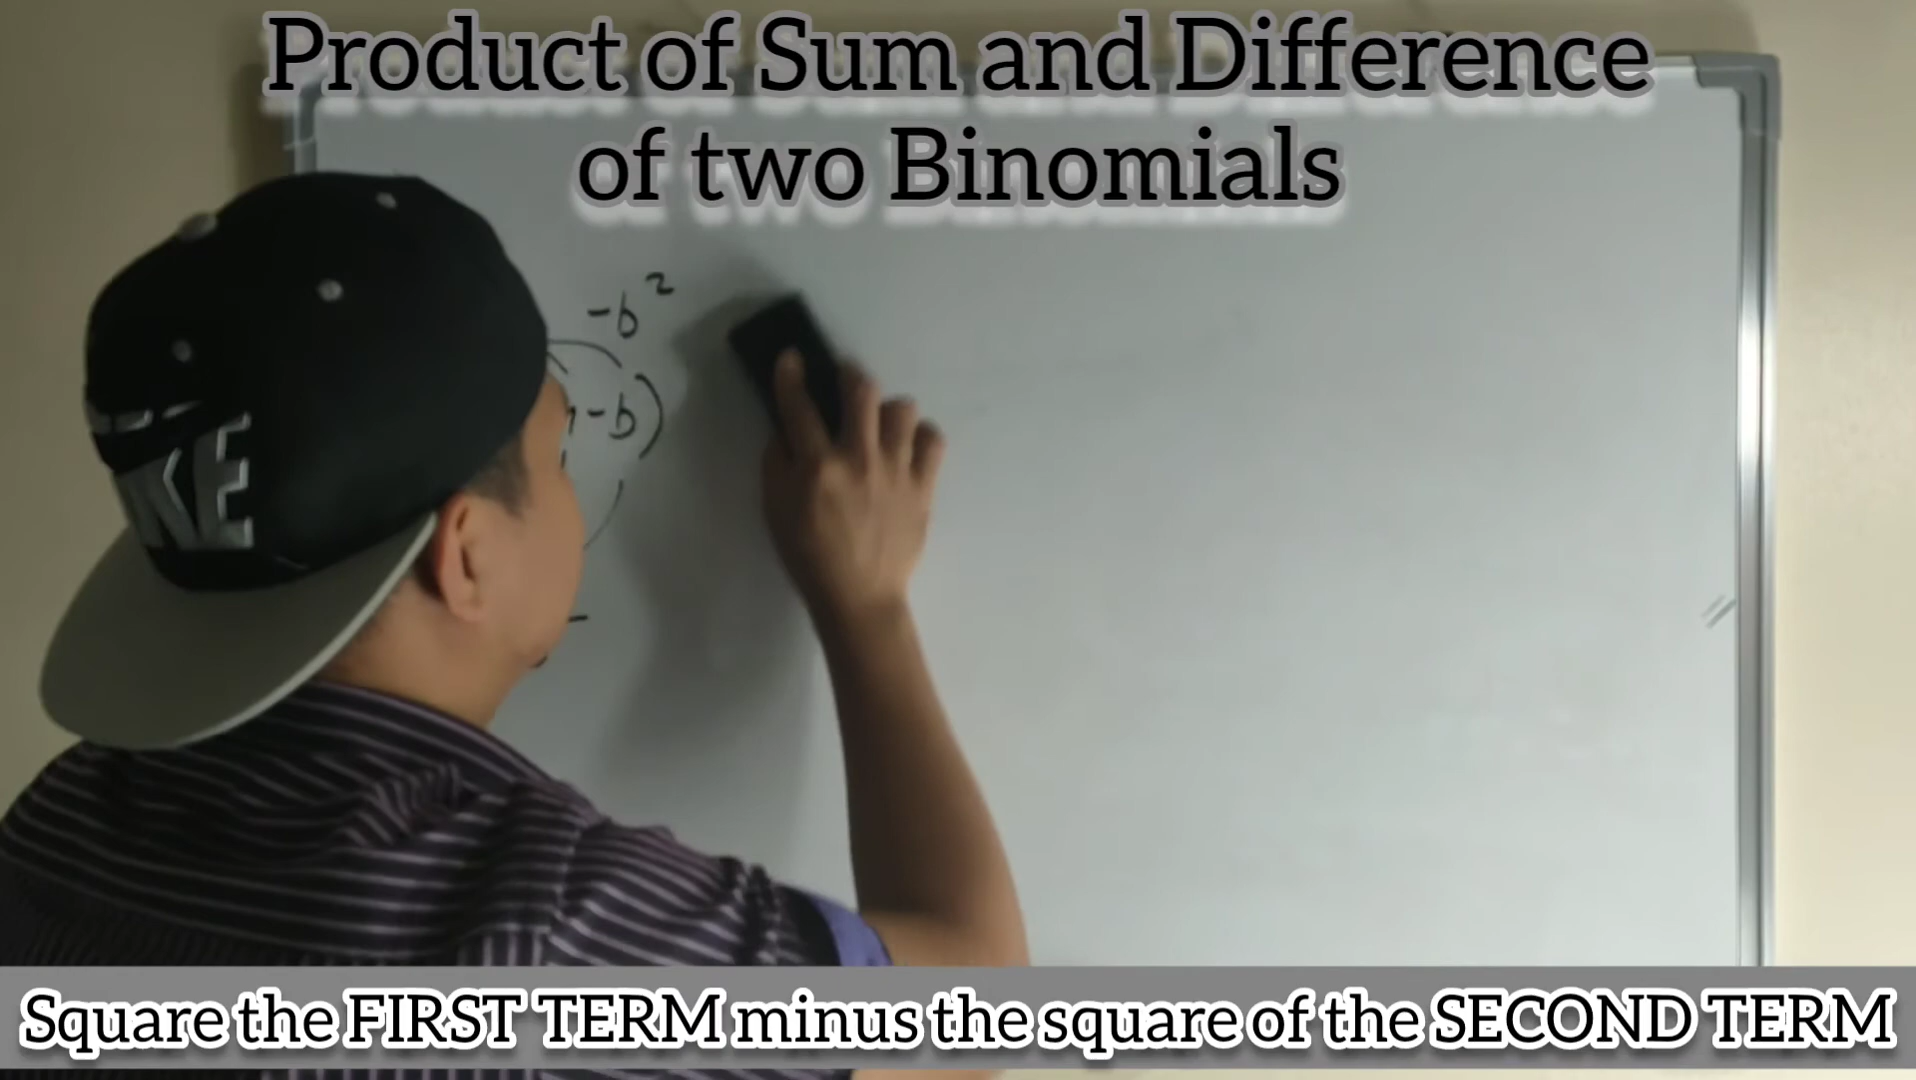 Product of Sum and Difference
of two Binomials
-b²
-b)
-
KE
Square the FIRST TERM minus the square of the SECOND TERM